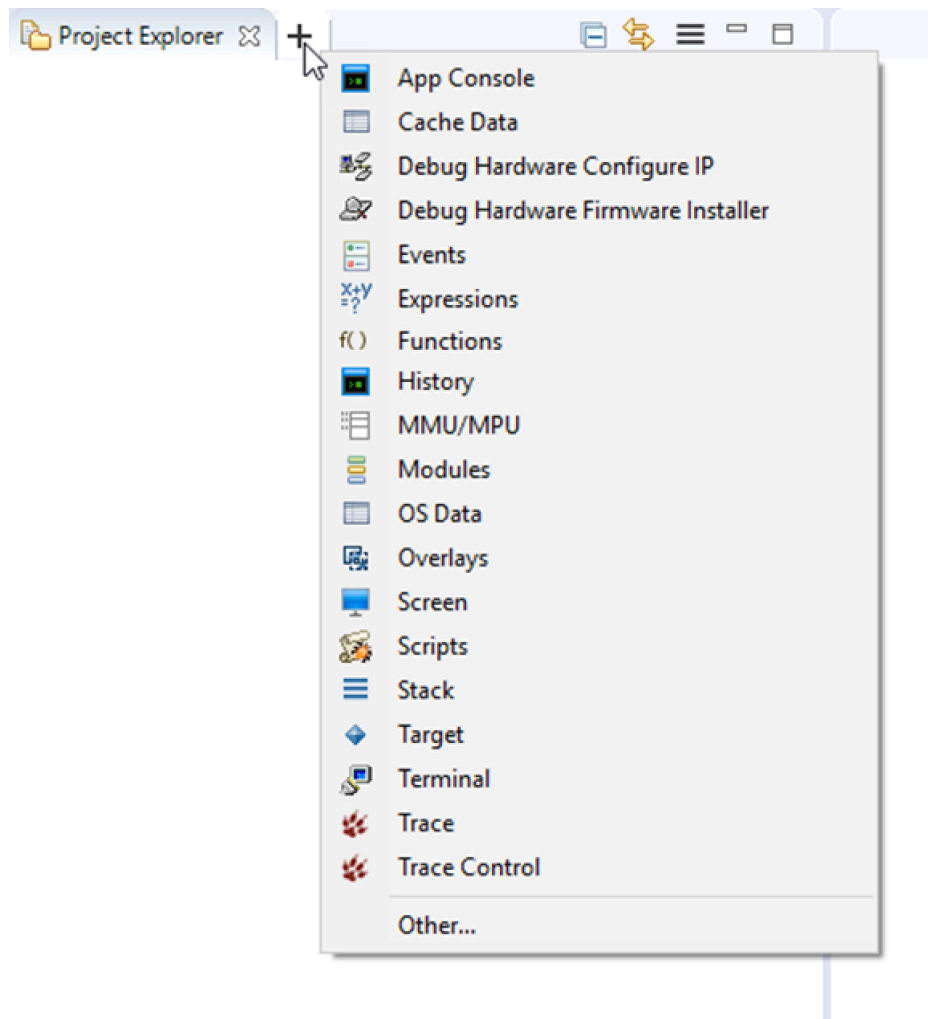 Project Explorer
App Console
Cache Data
Debug Hardware Configure IP
Debug Hardware Firmware Installer
Events
Expressions
f() Functions
History
MMU/MPU
Modules
OS Data
Overlays
Screen
Scripts
Stack
Target
Terminal
Trace
Trace Control
Other...